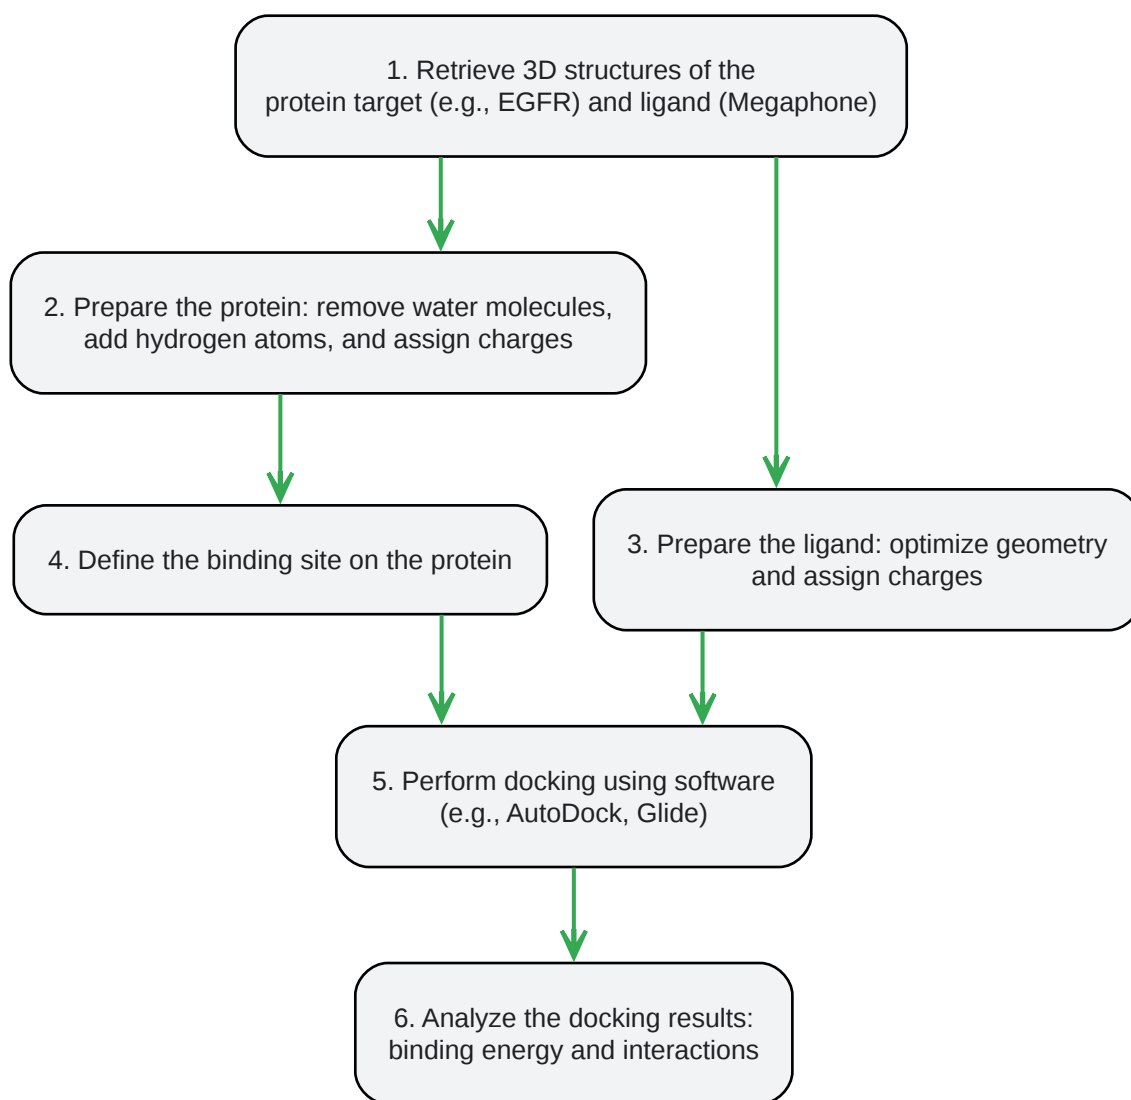 1. Retrieve 3D structures of the
protein target (e.g., EGFR) and ligand (Megaphone)
2. Prepare the protein: remove water molecules,
add hydrogen atoms, and assign charges
4. Define the binding site on the protein
3. Prepare the ligand: optimize geometry
and assign charges
5. Perform docking using software
(e.g., AutoDock, Glide)
6. Analyze the docking results:
binding energy and interactions